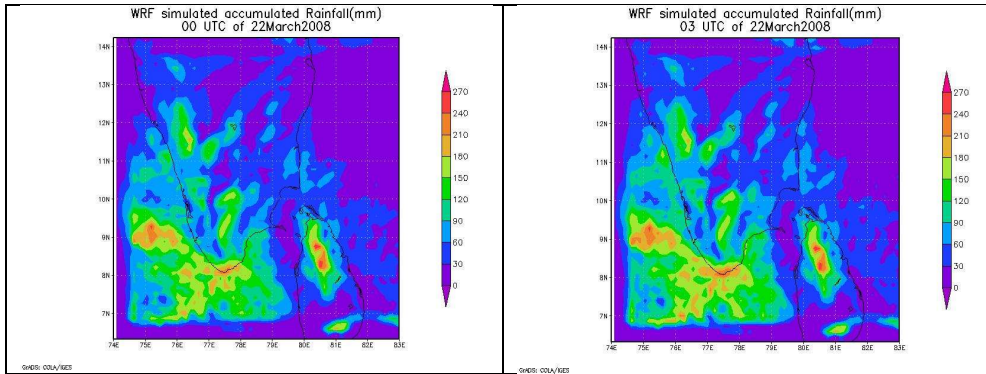 WRF simulated accumulated Rainfall(mm)
00 UTC of 22March2008
14N
13N
12N
11N
10N
9N
8N
7N
74E 75E 76E 77E 78E 79E 80E 81E 82E 83E
270
240
210
180
150
120
90
60
30
0
GrADS: COLA/IGES
WRF simulated accumulated Rainfall(mm)
03 UTC of 22March2008
14N
13N
12N
11N
10N
9N
8N
7N
74E 75E 76E 77E 78E 79E 80E 81E 82E 83E
270
240
210
180
150
120
90
60
30
0
GrADS: COLA/IGES